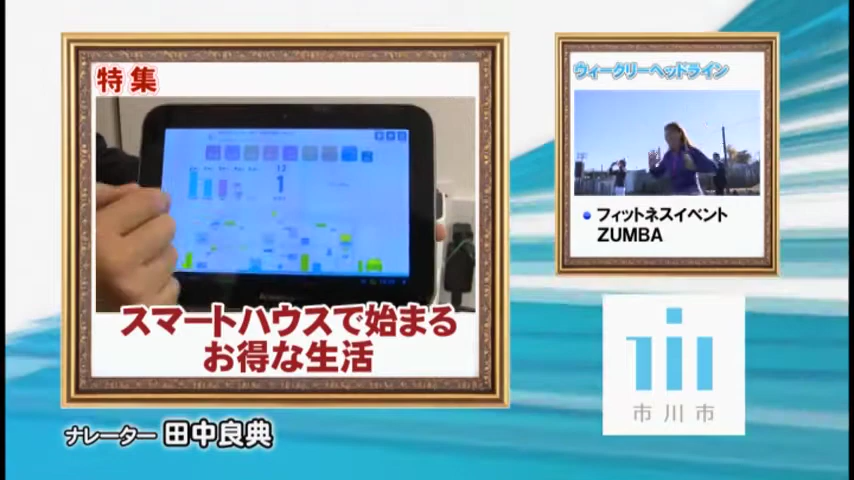 特集
スマートハウスで始まる
お得な生活
ウィークリーヘッドライン
フィットネスイベント
ZUMBA
市川市
ナレーター 田中良典